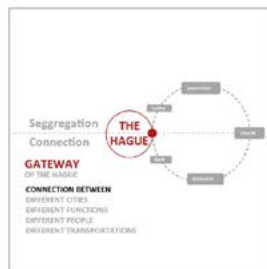 Seggregation
Connection
THE
HAGUE
GATEWAY
OF THE HAGUE
CONNECTION BETWEEN
DIFFERENT CITIES
DIFFERENT FUNCTIONS
DIFFERENT PEOPLE
DIFFERENT TRANSPORTATIONS